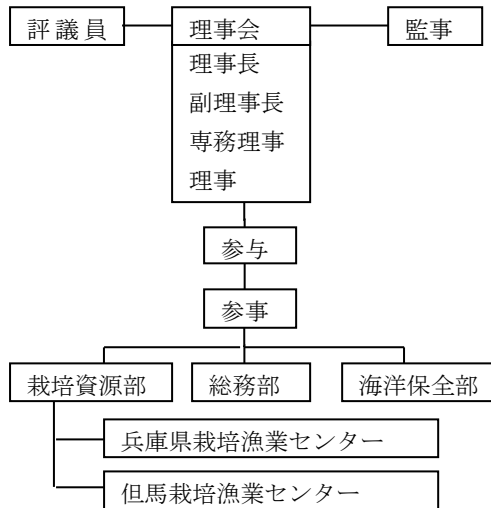 評議員
理事会
監事
理事長
副理事長
専務理事
理事
参与
参事
栽培資源部
総務部
海洋保全部
兵庫県栽培漁業センター
但馬栽培漁業センター